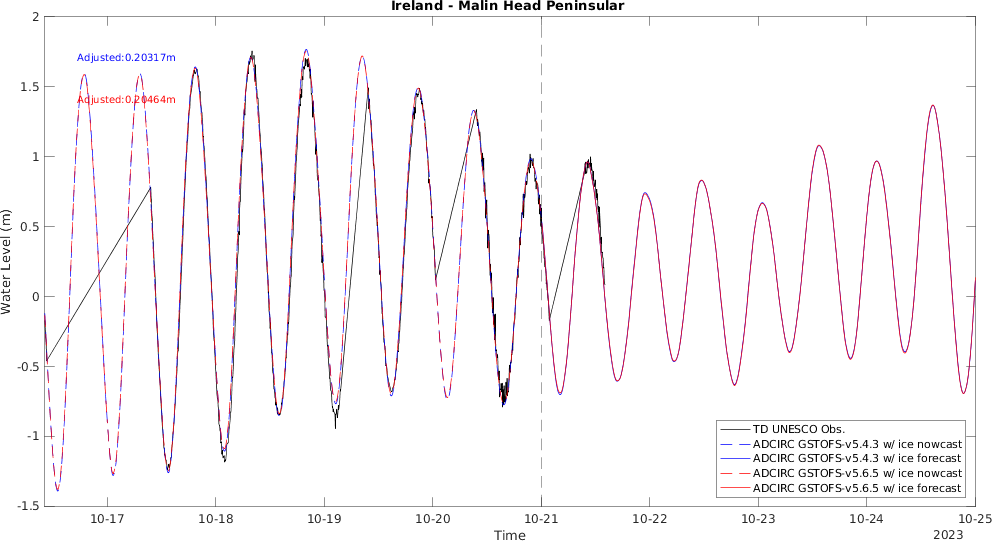 Ireland - Malin Head Peninsular
Adjusted:0.20317m
Adjusted:0.20464m
Water Level (m)
2
1.5
1
0.5
0
-0.5
-1
-1.5
10-17
10-18
10-19
10-20
10-21
10-22
10-23
10-24
10-25
Time
2023
TD UNESCO Obs.
ADCIRC GSTOFS-v5.4.3 w/ ice nowcast
ADCIRC GSTOFS-v5.4.3 w/ ice forecast
ADCIRC GSTOFS-v5.6.5 w/ ice nowcast
ADCIRC GSTOFS-v5.6.5 w/ ice forecast